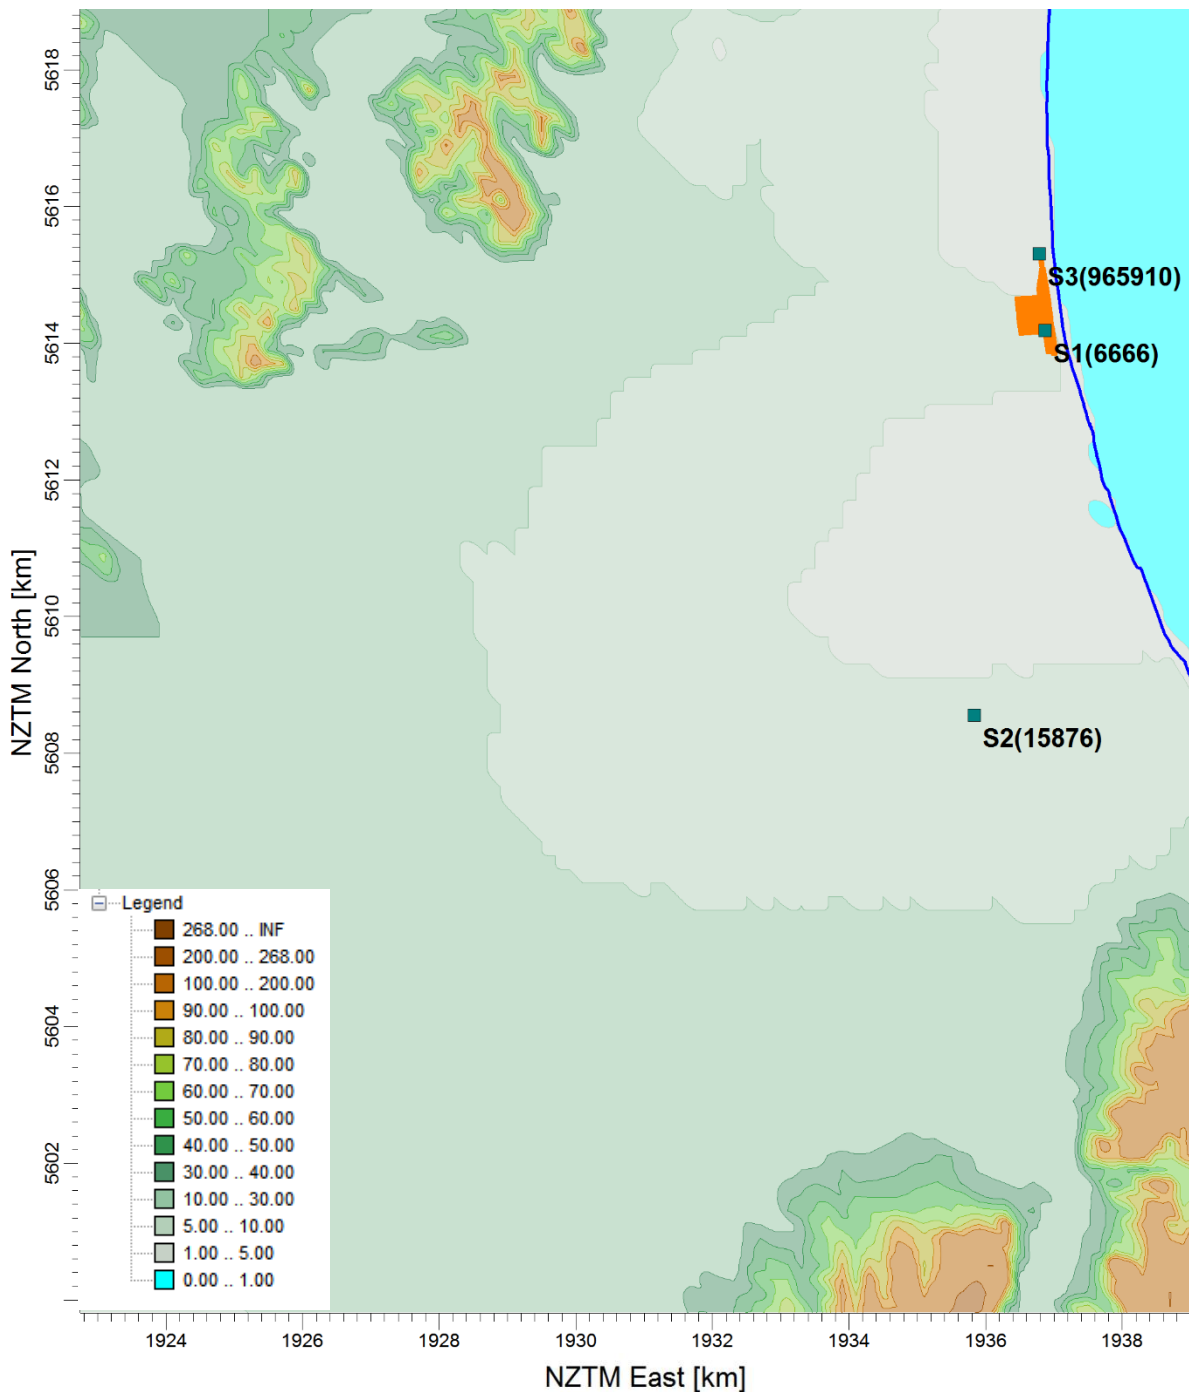 5618
5616
S3(965910)
5614
S1(6666)
5612
NZTM North [km]
5610
5608
S2(15876)
5606
Legend
268.00 .. INF
200.00 .. 268.00
100.00 .. 200.00
90.00 .. 100.00
80.00 .. 90.00
70.00 .. 80.00
60.00 .. 70.00
50.00 .. 60.00
40.00 .. 50.00
30.00 .. 40.00
10.00 .. 30.00
5.00 .. 10.00
1.00 .. 5.00
0.00 .. 1.00
5604
5602
1924 1926 1928 1930 1932 1934 1936 1938
NZTM East [km]